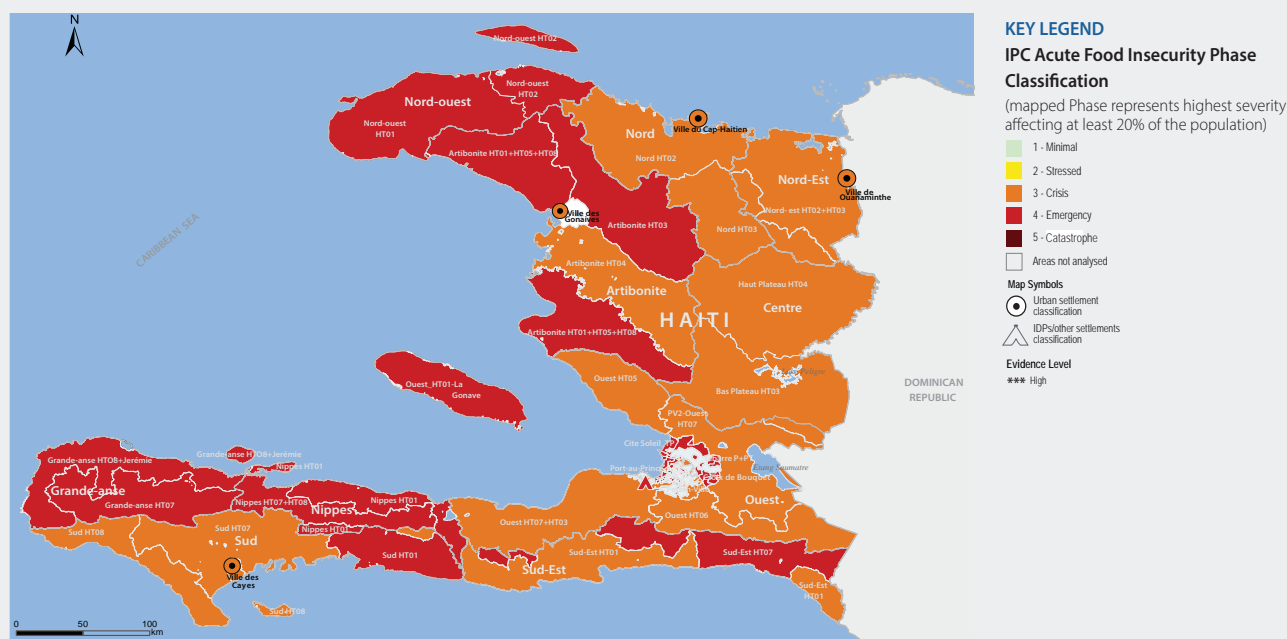 N
Nord-ouest HT02
Nord-ouest
Nord-ouest
HT02
Nord-ouest
HT01
Artibonite HT01+HT05+HT08
Nord
Ville du Cap-Haïtien
Nord HT02
Nord-Est
Ville de
Ouanaminthe
Nord- est HT02+HT03
Nord HT03
Ville des
Gonaives
Artibonite HT03
CARIBBEAN SEA
Artibonite HT04
Artibonite
Haut Plateau HT04
Centre
HAITI
Artibonite HT01+HT05+HT08
Ouest HT05
Bas Plateau HT03
Ouest_HT01-La
Gonave
PV2-Ouest
HT07
DOMINICAN
REPUBLIC
Cite Soleil
Port-au-Prince
Etang Saumatre
Ouest
Ouest HT06
Grande-anse HTO8+Jerémie
Grande-anse HTO8+Jerémie
Nippes HT01
Grande-anse
Grande-anse HT07
Nippes HT07+HT08
Nippes HT01
Nippes
Nippes HT01
Sud HT08
Sud HT07
Sud
Sud HT01
Ouest HT07+HT03
Sud-Est HT01
Sud-Est
Sud-Est HT07
Sud-Est
HT01
Ville des
Cayes
Sud+HT08
0 50 100
km
KEY LEGEND
IPC Acute Food Insecurity Phase
Classification
(mapped Phase represents highest severity
affecting at least 20% of the population)
1 - Minimal
2 - Stressed
3 - Crisis
4 - Emergency
5 - Catastrophe
Areas not analysed
Map Symbols
Urban settlement
classification
IDPs/other settlements
classification
Evidence Level
*** High